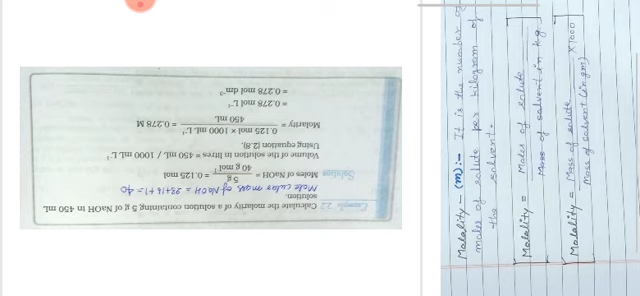 Example 2.2 Calculate the molarity of a solution containing 5 g of NaOH in 450 mL
solution.
Molecular mass of NaOH = 23+16+1= 40
Solution Moles of NaOH = 5 g / 40 g mol⁻¹ = 0.125 mol
Volume of the solution in litres = 450 mL / 1000 mL L⁻¹
Using equation (2.8),
Molarity = 0.125 mol × 1000 mL L⁻¹ / 450 mL = 0.278 M
= 0.278 mol L⁻¹
= 0.278 mol dm⁻³
Molality - (m) :- It is the number of
moles of solute per kilogram of
the solvent.
Molality = Moles of solute / Mass of solvent in kg
Molality = Mass of solute / Mass of solvent (in gm) × 1000